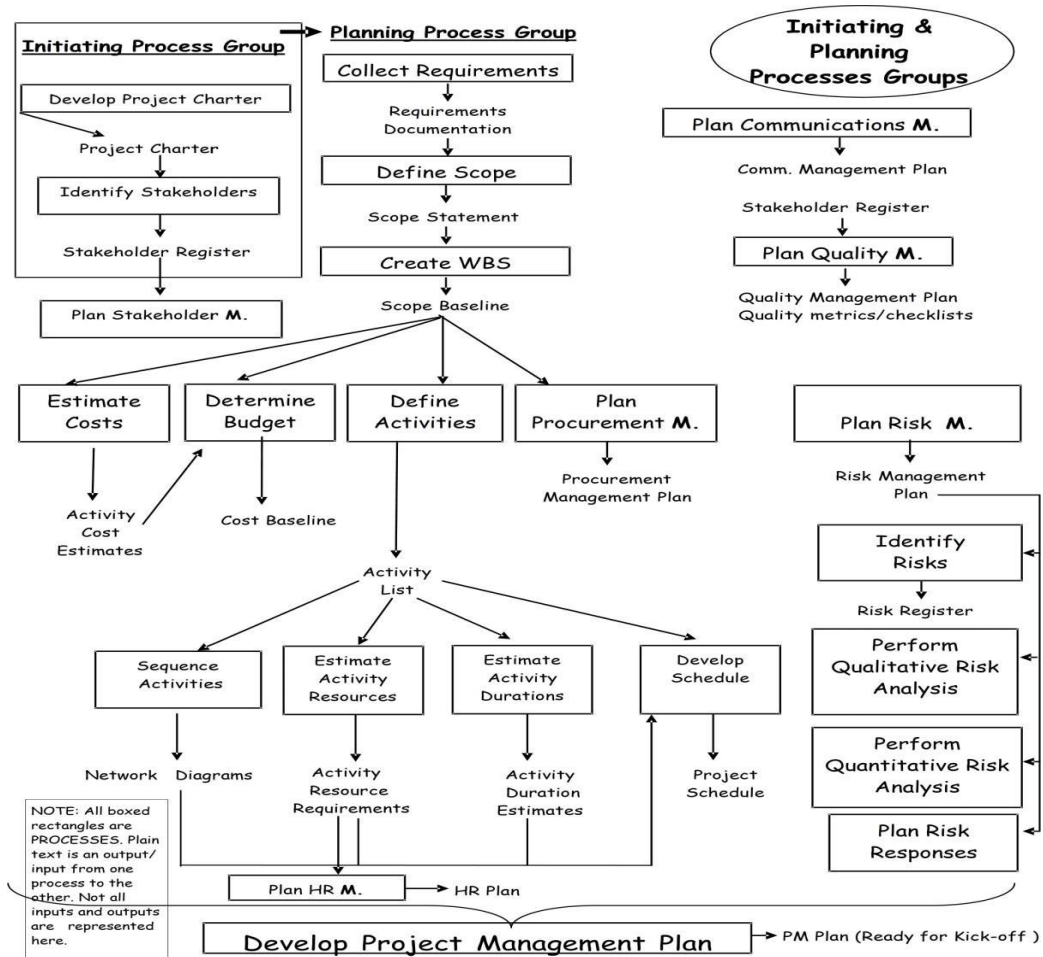 Initiating Process Group
Develop Project Charter
Project Charter
Identify Stakeholders
Stakeholder Register
Plan Stakeholder M.
Planning Process Group
Collect Requirements
Requirements
Documentation
Define Scope
Scope Statement
Create WBS
Scope Baseline
Initiating &
Planning
Processes Groups
Plan Communications M.
Comm. Management Plan
Stakeholder Register
Plan Quality M.
Quality Management Plan
Quality metrics/checklists
Estimate
Costs
Activity
Cost
Estimates
Determine
Budget
Cost Baseline
Define
Activities
Plan
Procurement M.
Procurement
Management Plan
Plan Risk M.
Risk Management
Plan
Identify
Risks
Risk Register
Perform
Qualitative Risk
Analysis
Perform
Quantitative Risk
Analysis
Plan Risk
Responses
Activity
List
Sequence
Activities
Network Diagrams
Estimate
Activity
Resources
Activity
Resource
Requirements
Estimate
Activity
Durations
Activity
Duration
Estimates
Develop
Schedule
Project
Schedule
NOTE: All boxed
rectangles are
PROCESSES. Plain
text is an output/
input from one
process to the
other. Not all
inputs and outputs
are represented
here.
Plan HR M.
HR Plan
Develop Project Management Plan
PM Plan (Ready for Kick-off )